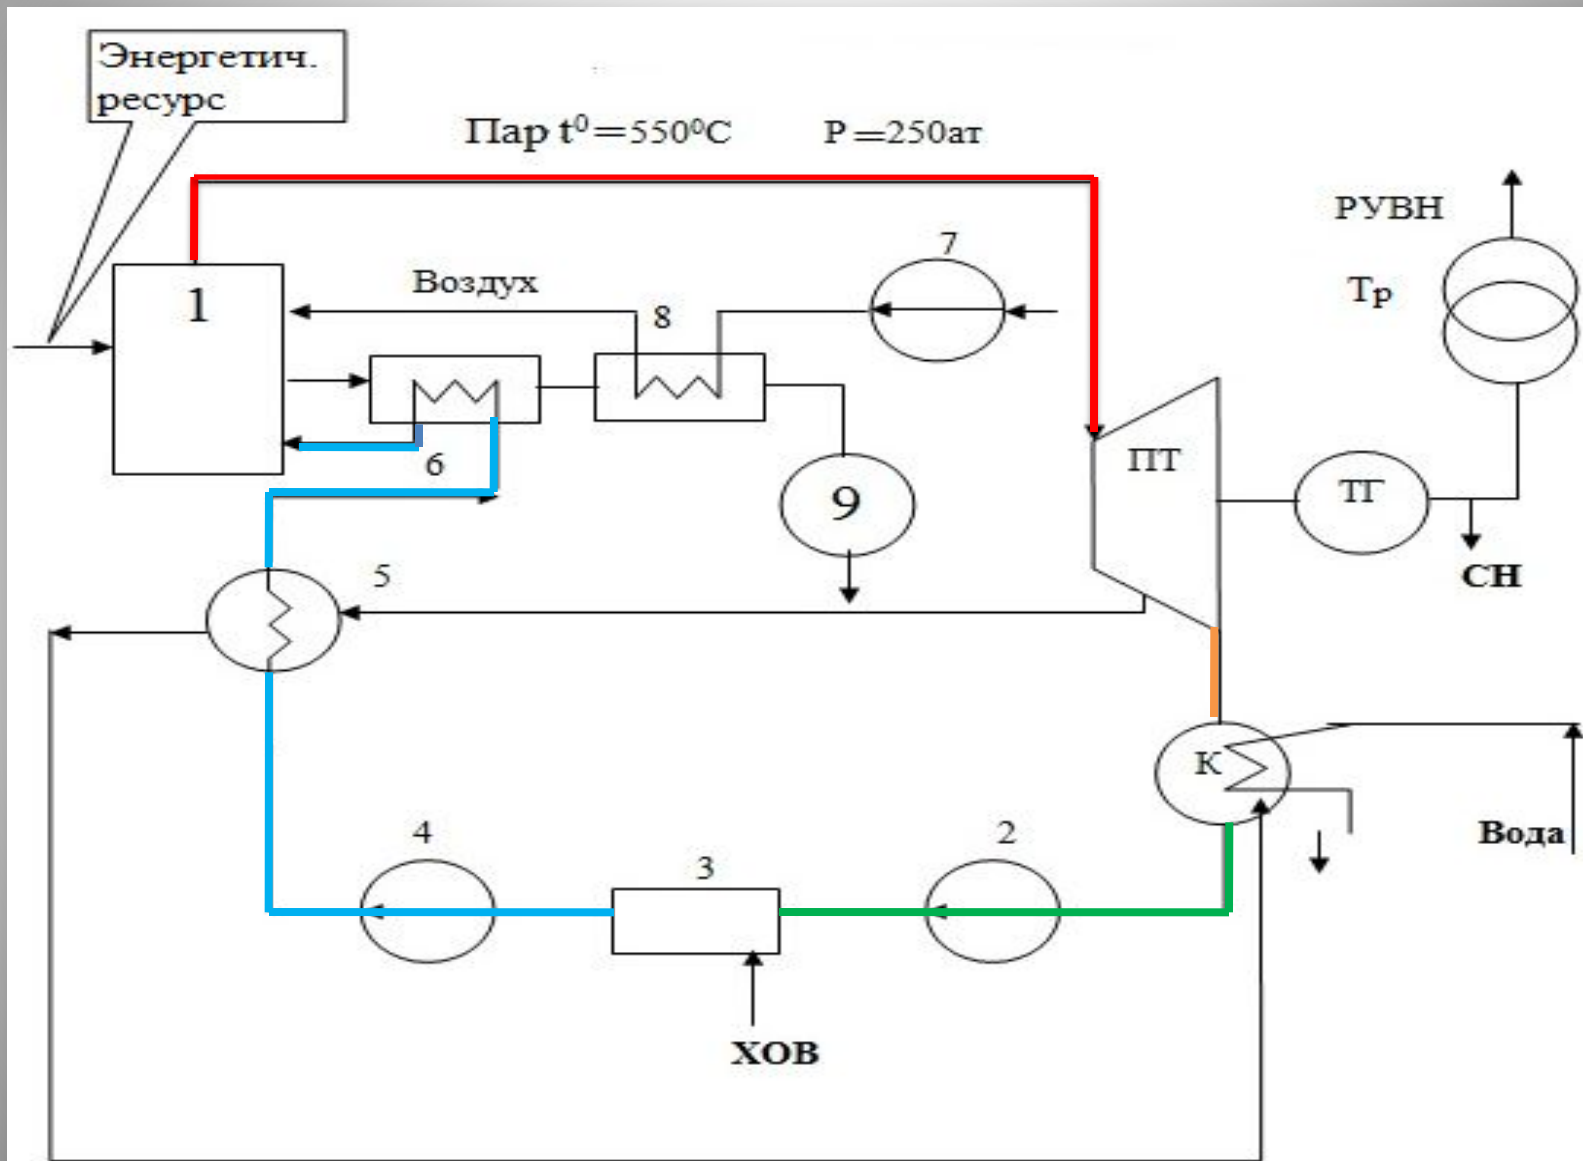 Энергетич.
ресурс
Пар t⁰=550⁰С Р=250ат
РУВН
7
Тр
Воздух
1
8
ПТ
6
ТГ
9
5
СН
К
4
2
Вода
3
ХОВ